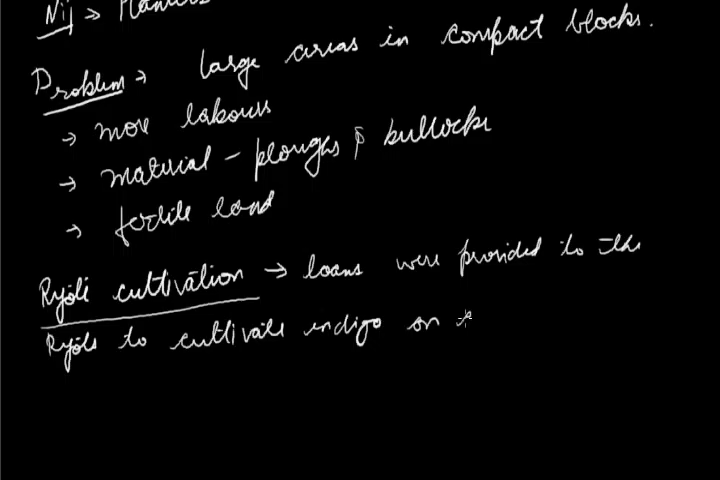 Nij → Planters
Problem → large areas in compact blocks.
→ more labours
→ material - plouges & bullocks
→ fertile land
Ryoti cultivation → loans were provided to the
Ryots to cultivate indigo on